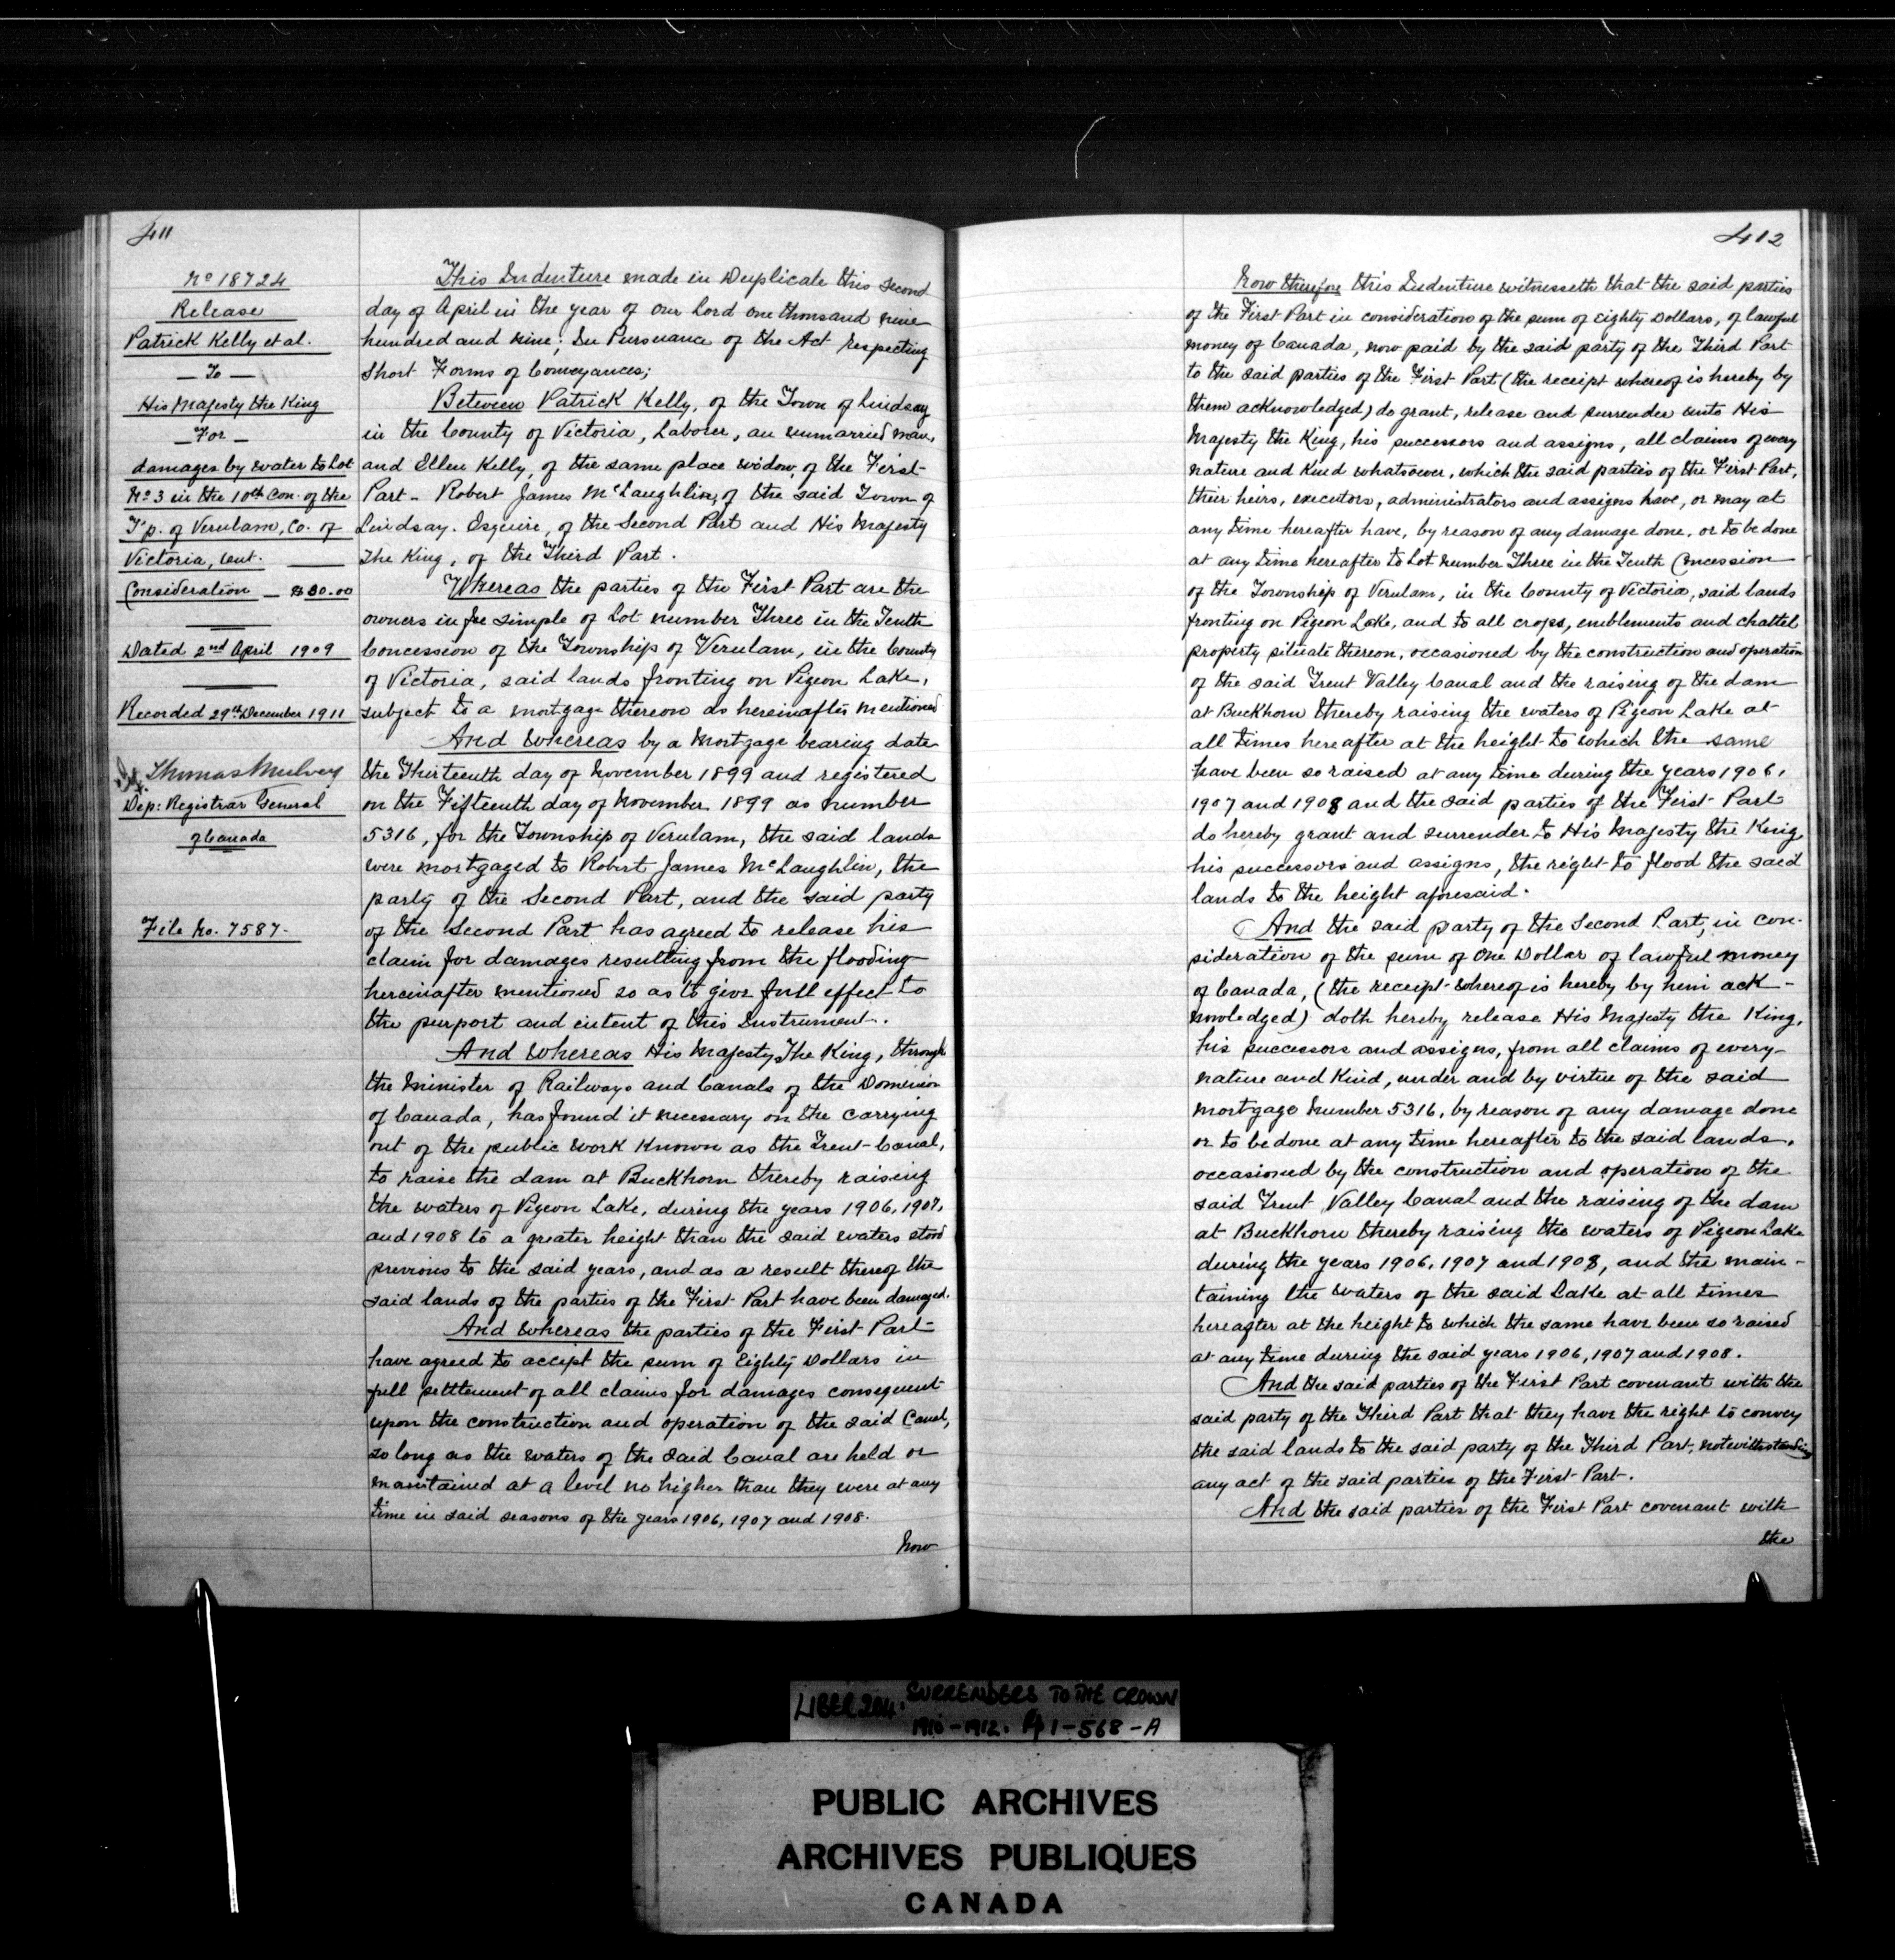 411
No 18724
Release
Patrick Kelly et al.
— To —
His Majesty the King
— For —
damages by water to Lot
No 3 in the 10th Con. of the
T'p. of Verulam, Co. of
Victoria, Ont.
Consideration — $80.00
Dated 2nd April 1909
Recorded 29th December 1911
Thomas Mulvey
Dep: Registrar General
of Canada
File No. 7587-
This Indenture made in Duplicate this second
day of April in the year of our Lord one thousand nine
hundred and nine; In Pursuance of the Act respecting
Short Forms of Conveyances;
Between Patrick Kelly, of the Town of Lindsay
in the County of Victoria, Laborer, an unmarried man,
and Ellen Kelly, of the same place widow, of the First
Part - Robert James McLaughlin, of the said Town of
Lindsay. Esquire, of the Second Part and His Majesty
The King, of the Third Part.
Whereas the parties of the First Part are the
owners in fee simple of Lot number Three in the Tenth
Concession of the Township of Verulam, in the County
of Victoria, said lands fronting on Pigeon Lake,
subject to a mortgage thereon as hereinafter mentioned
And whereas by a Mortgage bearing date
the Thirteenth day of November 1899 and registered
on the Fifteenth day of November 1899 as number
5316, for the Township of Verulam, the said lands
were mortgaged to Robert James McLaughlin, the
party of the Second Part, and the said party
of the Second Part has agreed to release his
claim for damages resulting from the flooding
hereinafter mentioned so as to give full effect to
the purport and intent of this Instrument.
And whereas His Majesty The King, through
the Minister of Railways and Canals of the Dominion
of Canada, has found it necessary on the carrying
out of the public work known as the Trent-Canal,
to raise the dam at Buckhorn thereby raising
the waters of Pigeon Lake, during the years 1906, 1907,
and 1908 to a greater height than the said waters stood
previous to the said years, and as a result thereof the
said lands of the parties of the First Part have been damaged.
And whereas the parties of the First Part
have agreed to accept the sum of Eighty Dollars in
full settlement of all claims for damages consequent
upon the construction and operation of the said Canal,
so long as the waters of the said Canal are held or
maintained at a level no higher than they were at any
time in said seasons of the years 1906, 1907 and 1908.
Now
412
Now therefore this Indenture witnesseth that the said parties
of the First Part in consideration of the sum of Eighty Dollars, of lawful
money of Canada, now paid by the said party of the Third Part
to the said parties of the First Part (the receipt whereof is hereby by
them acknowledged) do grant, release and surrender unto His
Majesty the King, his successors and assigns, all claims of every
nature and kind whatsoever, which the said parties of the First Part,
their heirs, executors, administrators and assigns have, or may at
any time hereafter have, by reason of any damage done, or to be done
at any time hereafter to Lot number Three in the Tenth Concession
of the Township of Verulam, in the County of Victoria, said lands
fronting on Pigeon Lake, and to all crops, emblements and chattel
property situate thereon, occasioned by the construction and operation
of the said Trent Valley Canal and the raising of the dam
at Buckhorn thereby raising the waters of Pigeon Lake at
all times hereafter at the height to which the same
have been so raised at any time during the years 1906,
1907 and 1908 and the said parties of the First Part
do hereby grant and surrender to His Majesty the King
his successors and assigns, the right to flood the said
lands to the height aforesaid.
And the said party of the Second Part, in con-
sideration of the sum of One Dollar of lawful money
of Canada, (the receipt whereof is hereby by him ack-
nowledged) doth hereby release His Majesty the King,
his successors and assigns, from all claims of every
nature and kind, under and by virtue of the said
mortgage Number 5316, by reason of any damage done
or to be done at any time hereafter to the said lands,
occasioned by the construction and operation of the
said Trent Valley Canal and the raising of the dam
at Buckhorn thereby raising the waters of Pigeon Lake
during the years 1906, 1907 and 1908, and the main-
taining the waters of the said Lake at all times
hereafter at the height to which the same have been so raised
at any time during the said years 1906, 1907 and 1908.
And the said parties of the First Part covenant with the
said party of the Third Part that they have the right to convey
the said lands to the said party of the Third Part, notwithstanding
any act of the said parties of the First Part.
And the said parties of the First Part covenant with
the
LIBER 204. SURRENDERS TO THE CROWN
1910-1912. Pp 1-568-A
PUBLIC ARCHIVES
ARCHIVES PUBLIQUES
CANADA